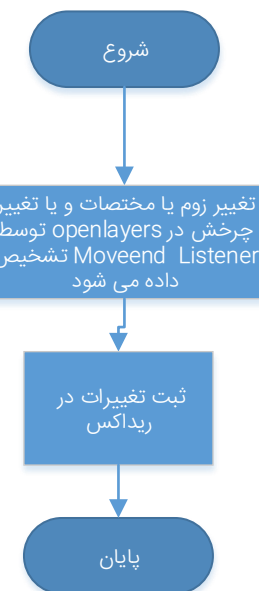 شروع
تغییر زوم یا مختصات و یا تغییر
چرخش در openlayers توسط
Moveend Listener تشخیص
داده می شود
ثبت تغییرات در
ریداکس
پایان